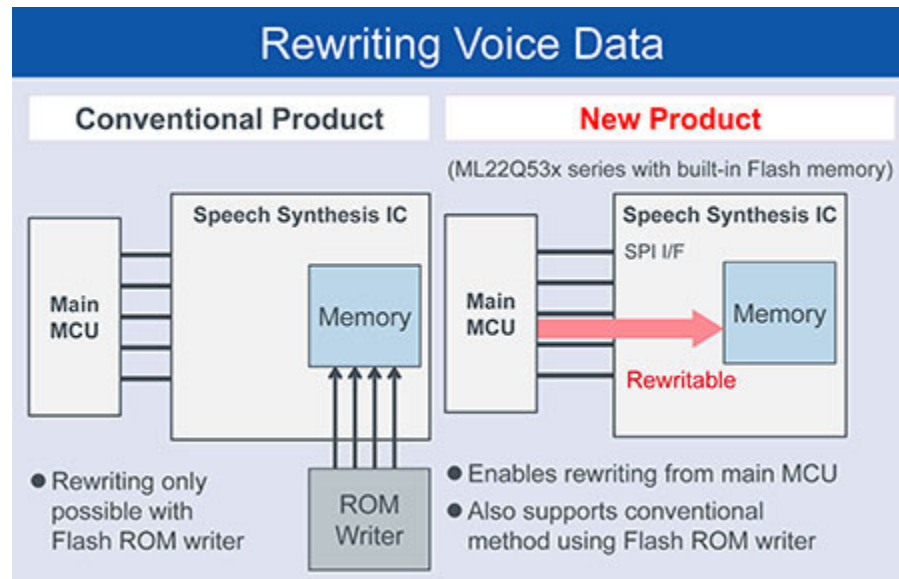 Rewriting Voice Data
Conventional Product
Speech Synthesis IC
Main
MCU
Memory
ROM
Writer
● Rewriting only
possible with
Flash ROM writer
New Product
(ML22Q53x series with built-in Flash memory)
Speech Synthesis IC
SPI I/F
Main
MCU
Memory
Rewritable
● Enables rewriting from main MCU
● Also supports conventional
method using Flash ROM writer